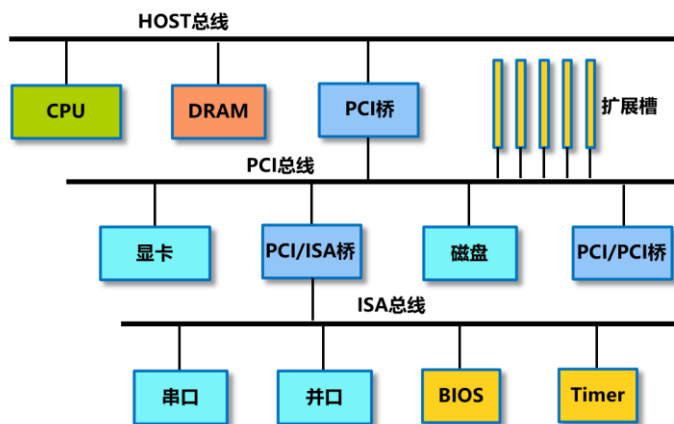 HOST总线
CPU
DRAM
PCI桥
扩展槽
PCI总线
显卡
PCI/ISA桥
磁盘
PCI/PCI桥
ISA总线
串口
并口
BIOS
Timer